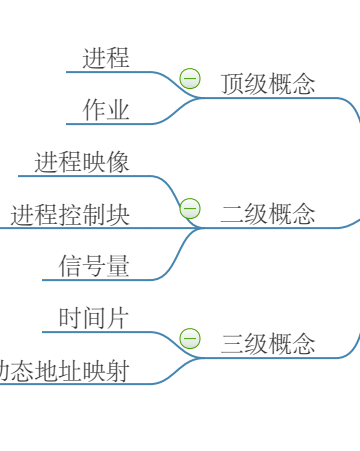 进程
顶级概念
作业
进程映像
进程控制块
二级概念
信号量
时间片
三级概念
动态地址映射